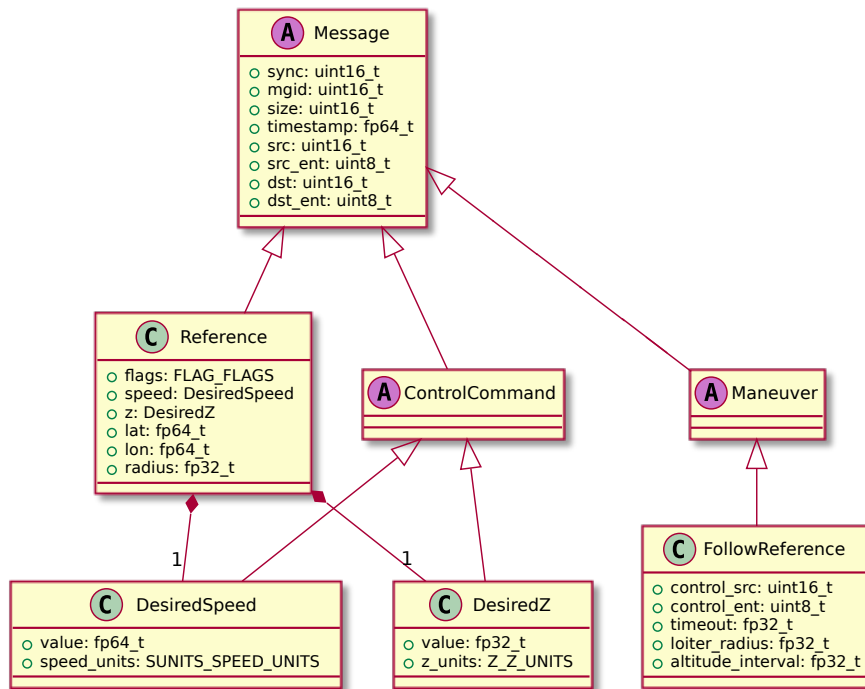 A Message
sync: uint16_t
mgid: uint16_t
size: uint16_t
timestamp: fp64_t
src: uint16_t
src_ent: uint8_t
dst: uint16_t
dst_ent: uint8_t
C Reference
flags: FLAG_FLAGS
speed: DesiredSpeed
z: DesiredZ
lat: fp64_t
lon: fp64_t
radius: fp32_t
A ControlCommand
A Maneuver
1
1
C DesiredSpeed
value: fp64_t
speed_units: SUNITS_SPEED_UNITS
C DesiredZ
value: fp32_t
z_units: Z_Z_UNITS
C FollowReference
control_src: uint16_t
control_ent: uint8_t
timeout: fp32_t
loiter_radius: fp32_t
altitude_interval: fp32_t